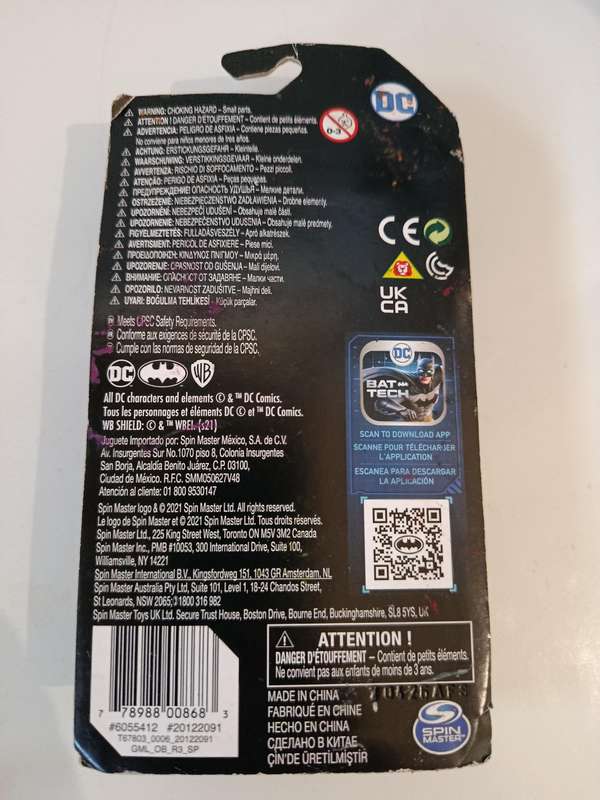 ⚠ WARNING: CHOKING HAZARD – Small parts.
⚠ ATTENTION ! DANGER D'ÉTOUFFEMENT – Contient de petits éléments.
⚠ ADVERTENCIA: PELIGRO DE ASFIXIA – Contiene piezas pequeñas.
No conviene para niños menores de tres años.
⚠ ACHTUNG: ERSTICKUNGSGEFAHR – Kleinteile.
⚠ WAARSCHUWING: VERSTIKKINGSGEVAAR – Kleine onderdelen.
⚠ AVVERTENZA: RISCHIO DI SOFFOCAMENTO – Pezzi piccoli.
⚠ ATENÇÃO: PERIGO DE ASFIXIA – Peças pequenas.
⚠ ПРЕДУПРЕЖДЕНИЕ: ОПАСНОСТЬ УДУШЬЯ – Мелкие детали.
⚠ OSTRZEŻENIE: NIEBEZPIECZEŃSTWO ZADŁAWIENIA – Drobne elementy.
⚠ UPOZORNĚNÍ: NEBEZPEČÍ UDUŠENÍ – Obsahuje malé části.
⚠ UPOZORNENIE: NEBEZPEČENSTVO UDUSENIA – Obsahuje malé predmety.
⚠ FIGYELMEZTETÉS: FULLADÁSVESZÉLY – Apró alkatrészek.
⚠ AVERTISMENT: PERICOL DE ASFIXIERE – Piese mici.
⚠ ΠΡΟΕΙΔΟΠΟΙΗΣΗ: ΚΙΝΔΥΝΟΣ ΠΝΙΓΜΟΥ – Μικρά μέρη.
⚠ UPOZORENJE: OPASNOST OD GUŠENJA – Mali dijelovi.
⚠ ВНИМАНИЕ: ОПАСНОСТ ОТ ЗАДАВЯНЕ – Малки части.
⚠ OPOZORILO: NEVARNOST ZADUŠITVE – Majhni deli.
⚠ UYARI: BOĞULMA TEHLİKESİ – Küçük parçalar.
0-3
DC
CE
UK
CA
Meets CPSC Safety Requirements.
Conforme aux exigences de sécurité de la CPSC.
Cumple con las normas de seguridad de la CPSC.
DC WB
All DC characters and elements © & ™ DC Comics.
Tous les personnages et éléments DC © et ™ DC Comics.
WB SHIELD: © & ™ WBEI. (s21)
Juguete Importado por: Spin Master México, S.A. de C.V.
Av. Insurgentes Sur No.1070 piso 8, Colonia Insurgentes
San Borja, Alcaldía Benito Juárez, C.P. 03100,
Ciudad de México. R.F.C. SMM050627V48
Atención al cliente: 01 800 9530147
DC
BAT TECH
SCAN TO DOWNLOAD APP
SCANNE POUR TÉLÉCHARGER
L'APPLICATION
ESCANEA PARA DESCARGAR
LA APLICACIÓN
Spin Master logo & © 2021 Spin Master Ltd. All rights reserved.
Le logo de Spin Master et © 2021 Spin Master Ltd. Tous droits réservés.
Spin Master Ltd., 225 King Street West, Toronto ON M5V 3M2 Canada
Spin Master Inc., PMB #10053, 300 International Drive, Suite 100,
Williamsville, NY 14221
Spin Master International B.V., Kingsfordweg 151, 1043 GR Amsterdam, NL
Spin Master Australia Pty Ltd, Suite 101, Level 1, 18-24 Chandos Street,
St Leonards, NSW 2065; 1800 316 982
Spin Master Toys UK Ltd. Secure Trust House, Boston Drive, Bourne End, Buckinghamshire, SL8 5YS, UK
⚠ ATTENTION !
DANGER D'ÉTOUFFEMENT – Contient de petits éléments.
Ne convient pas aux enfants de moins de 3 ans.
7 78988 00868 3
#6055412 #20122091
T67803_0006_20122091
GML_OB_R3_SP
MADE IN CHINA
FABRIQUÉ EN CHINE
HECHO EN CHINA
СДЕЛАНО В КИТАЕ
ÇİN'DE ÜRETİLMİŞTİR
SPIN
MASTER™